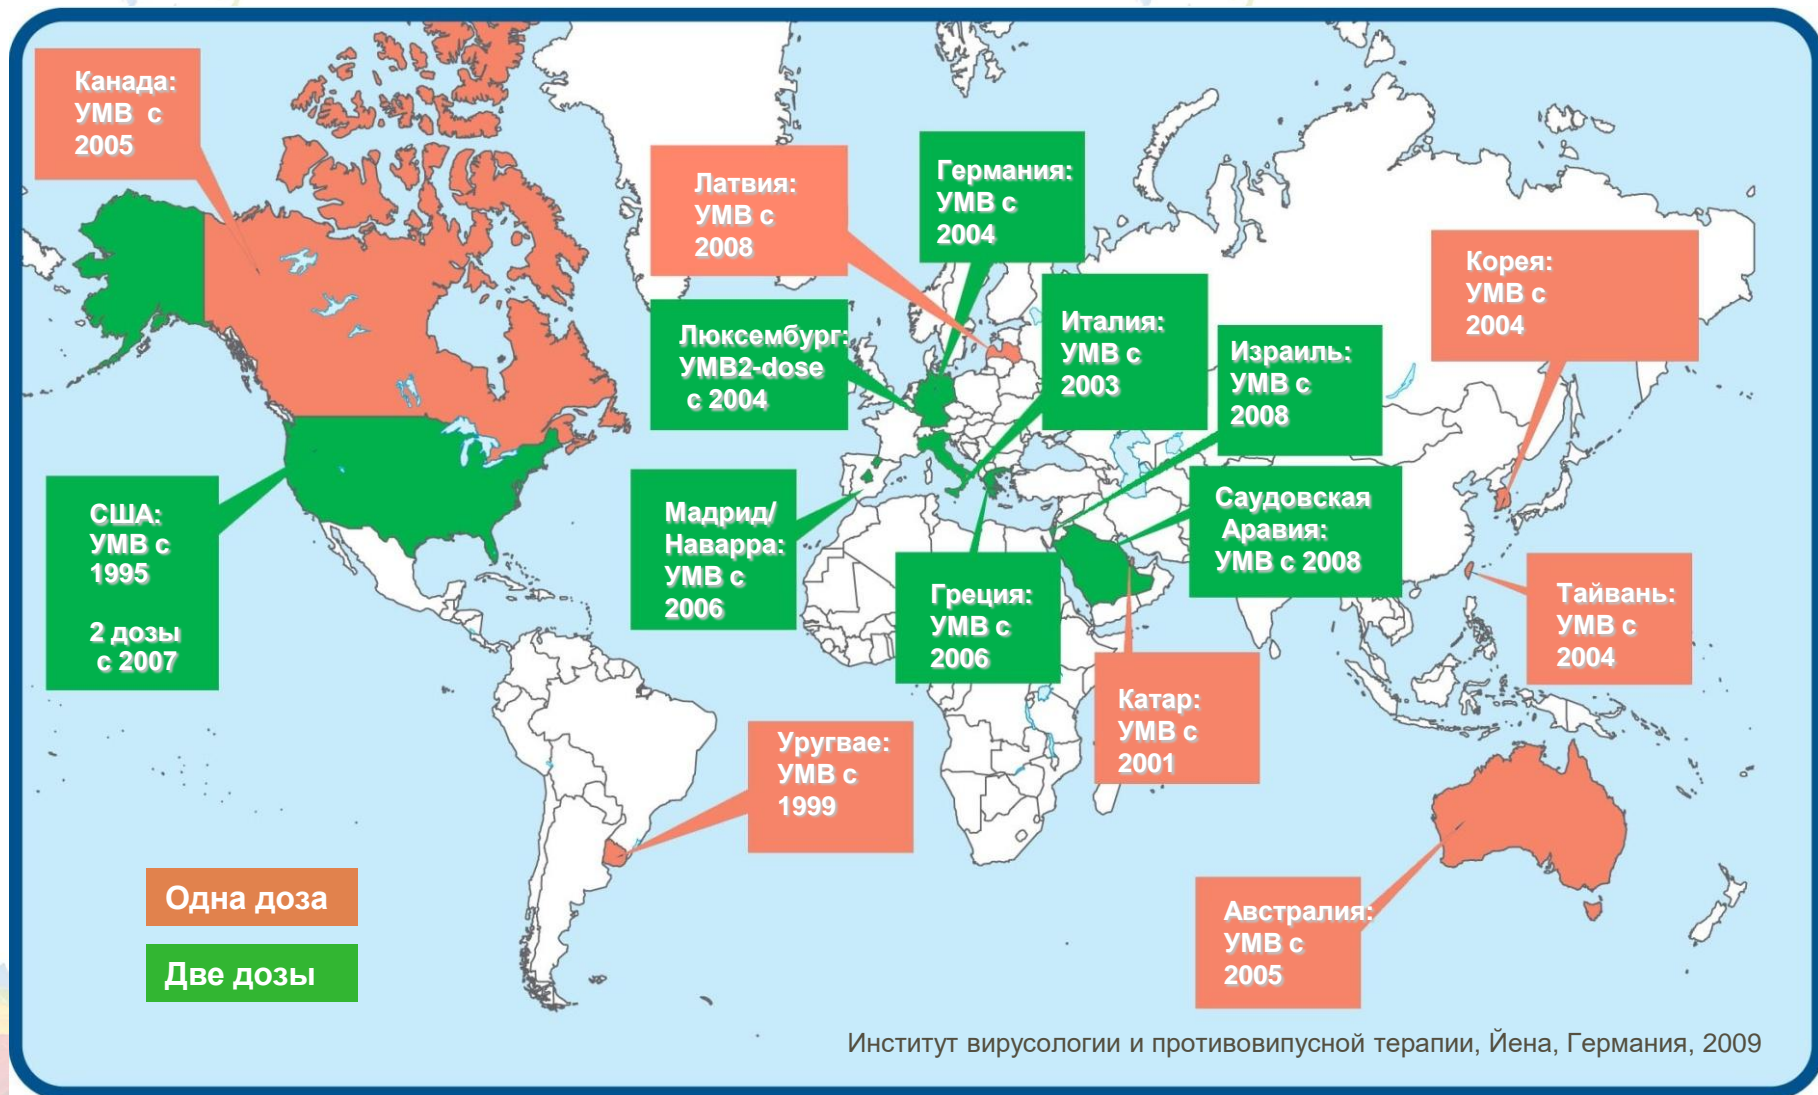 Канада:
УМВ с
2005
Латвия:
УМВ с
2008
Германия:
УМВ с
2004
Корея:
УМВ с
2004
Люксембург:
УМВ2-dose
с 2004
Италия:
УМВ с
2003
Израиль:
УМВ с
2008
США:
УМВ с
1995
2 дозы
с 2007
Мадрид/
Наварра:
УМВ с
2006
Саудовская
Аравия:
УМВ с 2008
Греция:
УМВ с
2006
Тайвань:
УМВ с
2004
Катар:
УМВ с
2001
Уругвае:
УМВ с
1999
Одна доза
Две дозы
Австралия:
УМВ с
2005
Институт вирусологии и противовипусной терапии, Йена, Германия, 2009